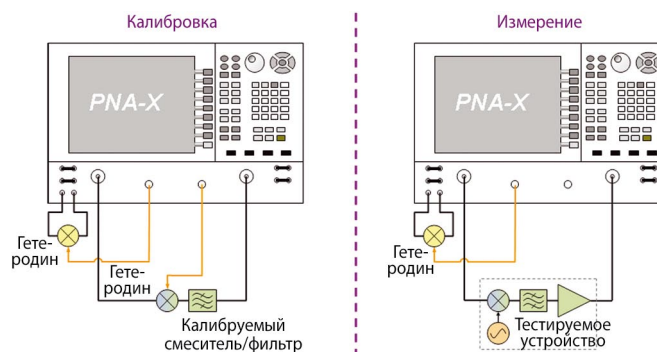 Калибровка
PNA-X
Гете-
родин
Гете-
родин
Калибруемый
смеситель/фильтр
Измерение
PNA-X
Гете-
родин
Тестируемое
устройство